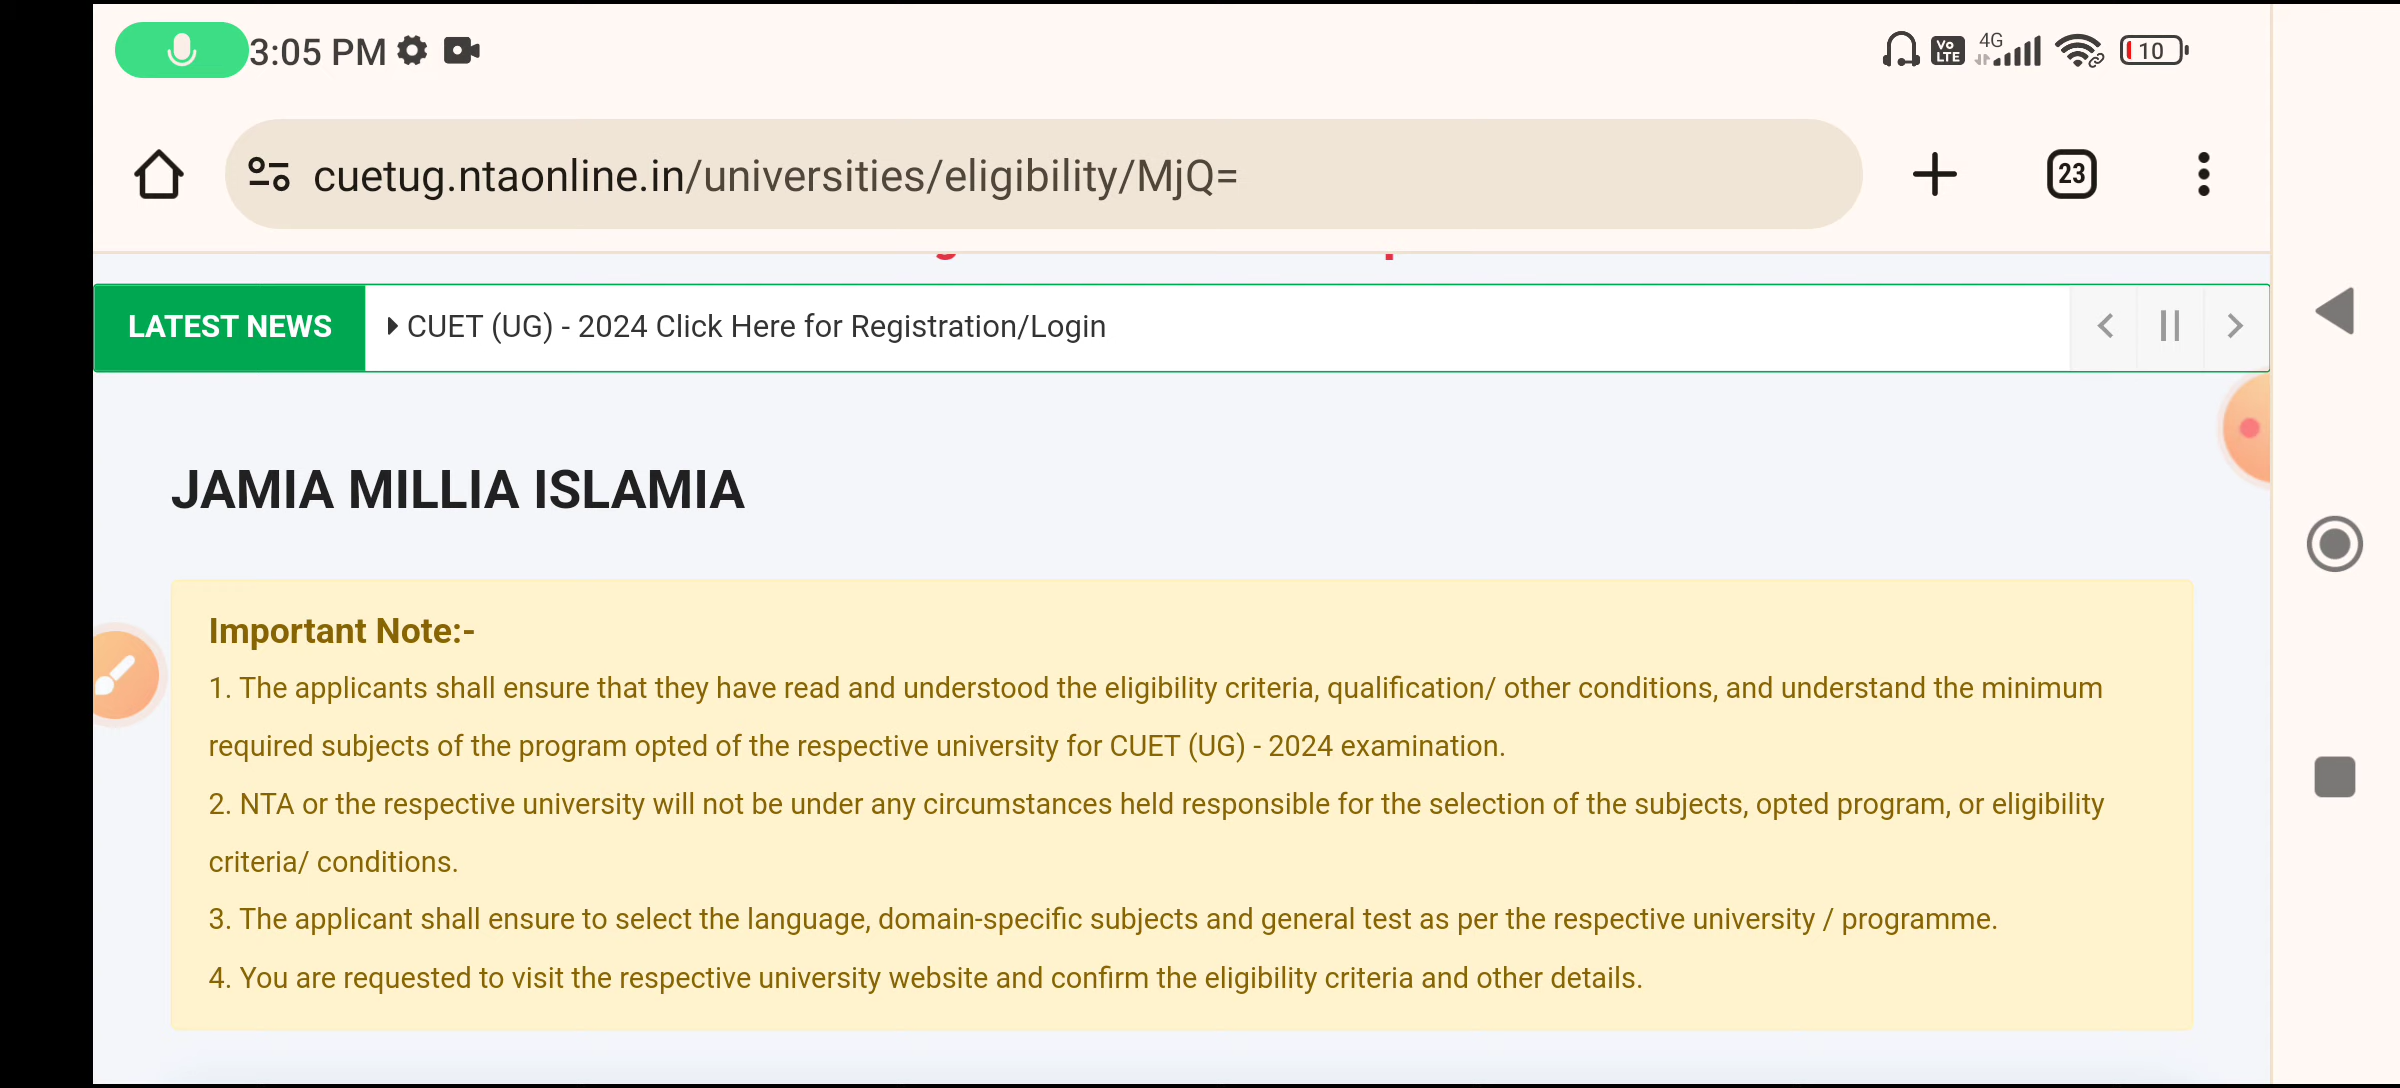 3:05 PM
Vo LTE 4G 10
cuetug.ntaonline.in/universities/eligibility/MjQ=
23
LATEST NEWS
CUET (UG) - 2024 Click Here for Registration/Login
JAMIA MILLIA ISLAMIA
Important Note:-
1. The applicants shall ensure that they have read and understood the eligibility criteria, qualification/ other conditions, and understand the minimum
required subjects of the program opted of the respective university for CUET (UG) - 2024 examination.
2. NTA or the respective university will not be under any circumstances held responsible for the selection of the subjects, opted program, or eligibility
criteria/ conditions.
3. The applicant shall ensure to select the language, domain-specific subjects and general test as per the respective university / programme.
4. You are requested to visit the respective university website and confirm the eligibility criteria and other details.